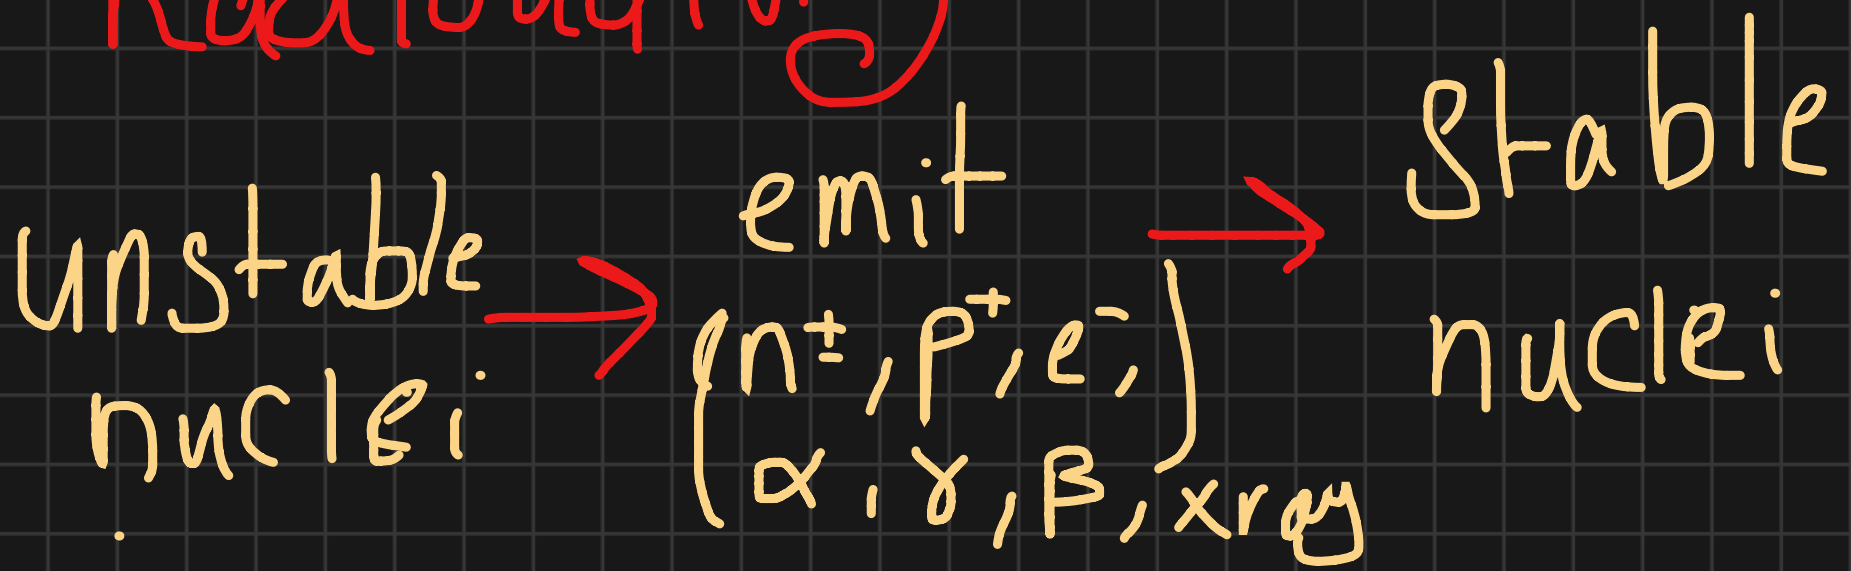 unstable nuclei → emit (n±, p+, e-, α, γ, β, xray) → stable nuclei